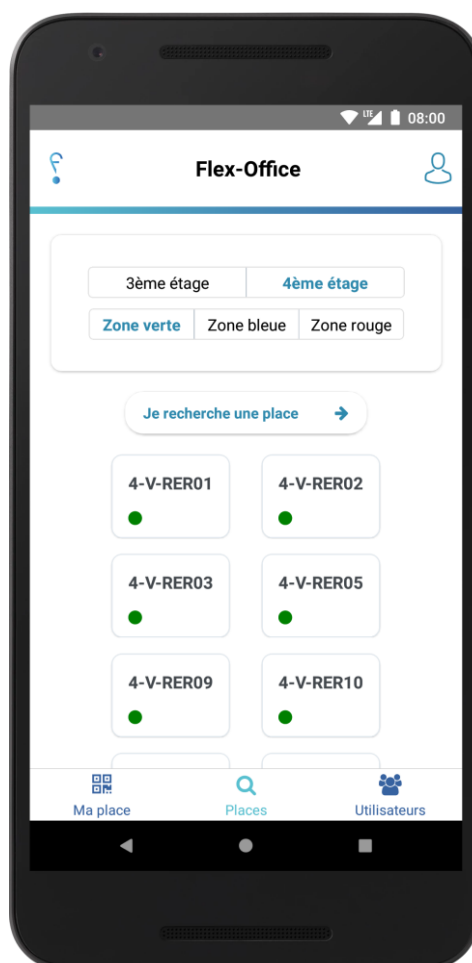 LTE 08:00
Flex-Office
3ème étage 4ème étage
Zone verte Zone bleue Zone rouge
Je recherche une place
4-V-RER01 4-V-RER02
4-V-RER03 4-V-RER05
4-V-RER09 4-V-RER10
Ma place Places Utilisateurs